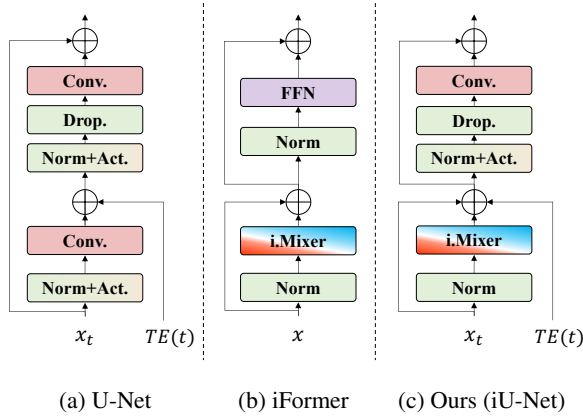 Conv.
Drop.
Norm+Act.
Conv.
Norm+Act.
x_t
TE(t)
(a) U-Net
FFN
Norm
i.Mixer
Norm
x
(b) iFormer
Conv.
Drop.
Norm+Act.
i.Mixer
Norm
x_t
TE(t)
(c) Ours (iU-Net)